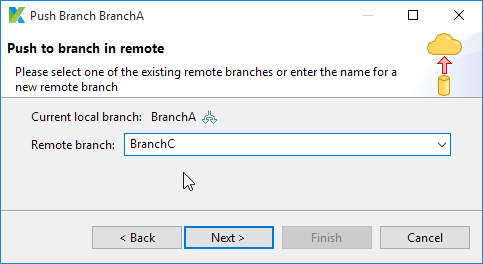 Push Branch BranchA
Push to branch in remote
Please select one of the existing remote branches or enter the name for a
new remote branch
Current local branch: BranchA
Remote branch: BranchC
< Back Next > Finish Cancel